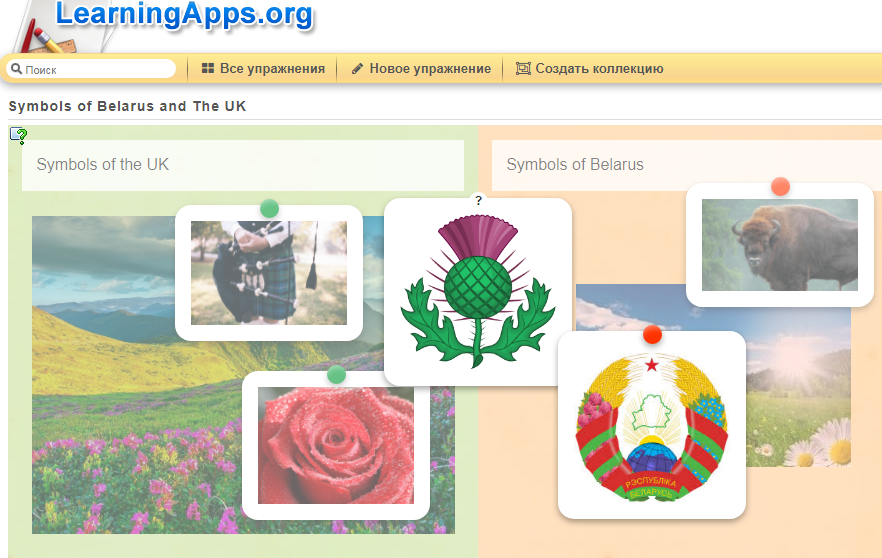 LearningApps.org
Поиск
Все упражнения
Новое упражнение
Создать коллекцию
Symbols of Belarus and The UK
?
Symbols of the UK
Symbols of Belarus
?
РЭСПУБЛІКА
БЕЛАРУСЬ